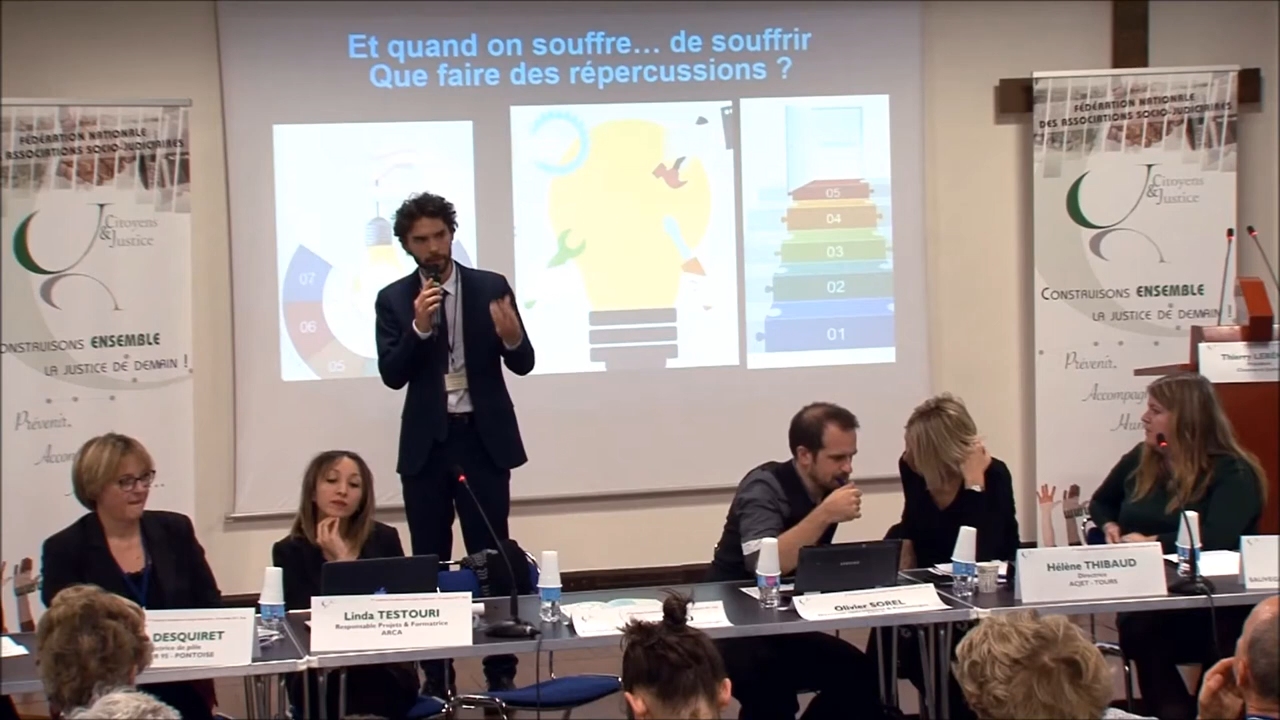 Et quand on souffre… de souffrir
Que faire des répercussions ?
07
06
05
05
04
03
02
01
FÉDÉRATION NATIONALE
ASSOCIATIONS SOCIO-JUDICIAIRES
Citoyens
& Justice
CONSTRUISONS ENSEMBLE
LA JUSTICE DE DEMAIN !
Prévenir,
FÉDÉRATION NATIONALE
DES ASSOCIATIONS SOCIO-JUDICIAIRES
Citoyens
& Justice
CONSTRUISONS ENSEMBLE
LA JUSTICE DE DEMAIN
Prévenir,
Thierry
DESQUIRET
PONTOISE
Linda TESTOURI
Responsable Projets & Formatrice
ARCA
SAMSUNG
Olivier SOREL
Hélène THIBAUD
Directrice
ACJET - TOURS